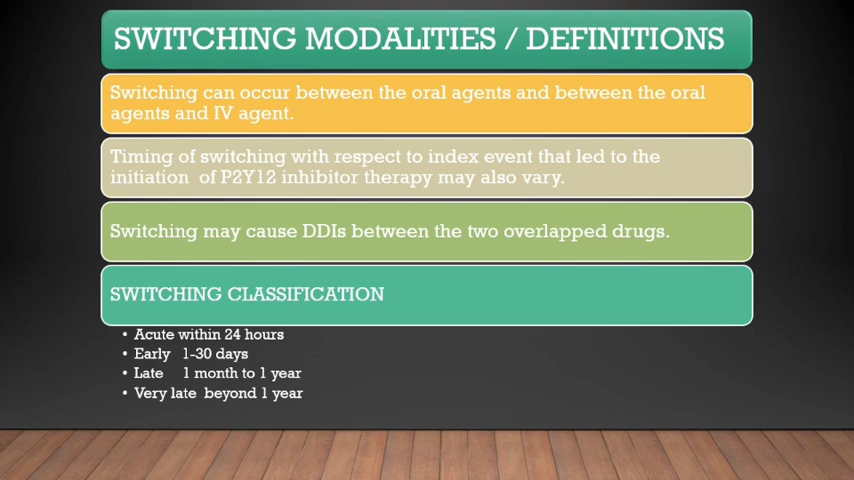 SWITCHING MODALITIES / DEFINITIONS
Switching can occur between the oral agents and between the oral
agents and IV agent.
Timing of switching with respect to index event that led to the
initiation of P2Y12 inhibitor therapy may also vary.
Switching may cause DDIs between the two overlapped drugs.
SWITCHING CLASSIFICATION
• Acute within 24 hours
• Early 1-30 days
• Late 1 month to 1 year
• Very late beyond 1 year